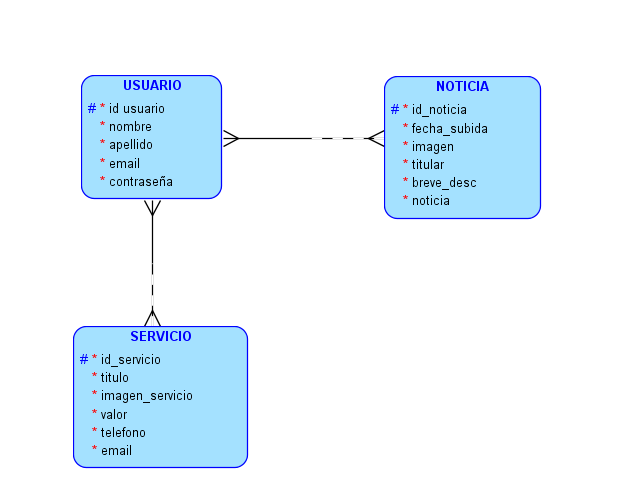 USUARIO
# * id usuario
* nombre
* apellido
* email
* contraseña
NOTICIA
# * id_noticia
* fecha_subida
* imagen
* titular
* breve_desc
* noticia
SERVICIO
# * id_servicio
* titulo
* imagen_servicio
* valor
* telefono
* email